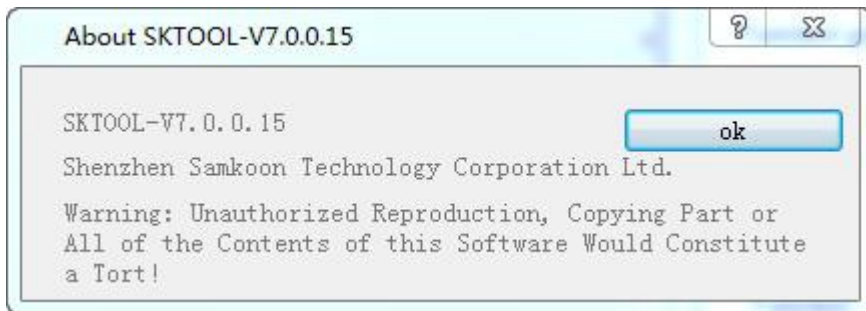 About SKTOOL-V7.0.0.15
SKTOOL-V7.0.0.15
ok
Shenzhen Samkoon Technology Corporation Ltd.
Warning: Unauthorized Reproduction, Copying Part or
All of the Contents of this Software Would Constitute
a Tort!